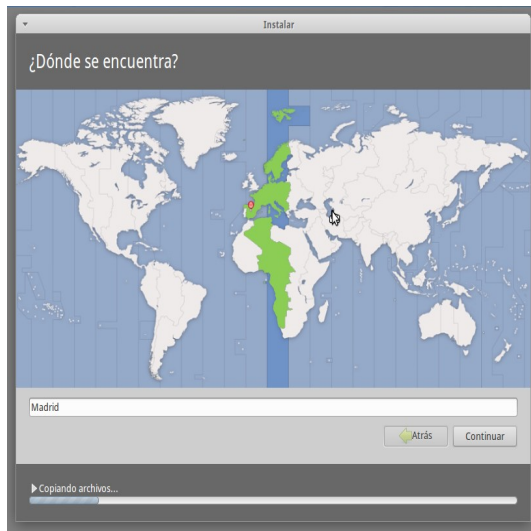 Instalar
¿Dónde se encuentra?
Madrid
Atrás
Continuar
Copiando archivos...